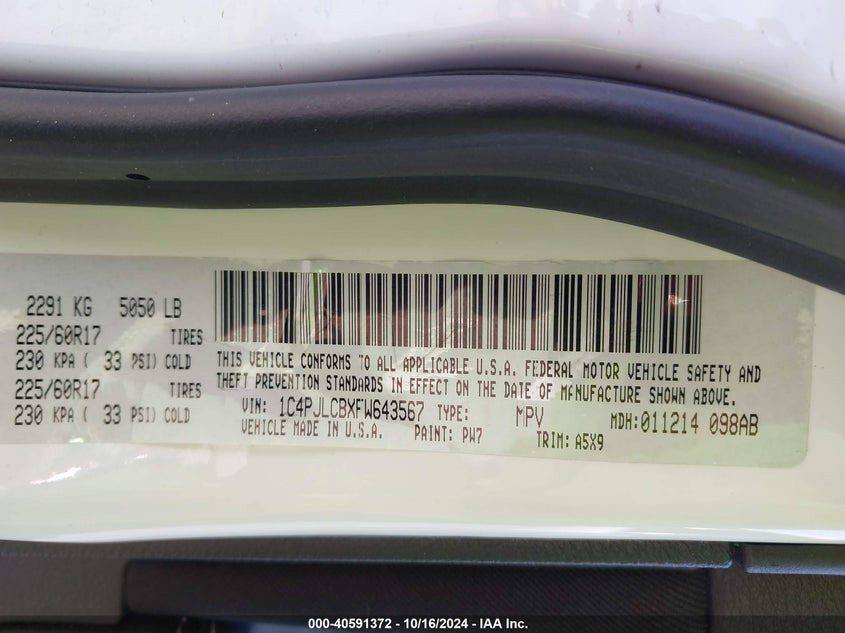 2291 KG 5050 LB
225/60R17 TIRES
230 KPA ( 33 PSI) COLD
225/60R17 TIRES
230 KPA ( 33 PSI) COLD
THIS VEHICLE CONFORMS TO ALL APPLICABLE U.S.A. FEDERAL MOTOR VEHICLE SAFETY AND
THEFT PREVENTION STANDARDS IN EFFECT ON THE DATE OF MANUFACTURE SHOWN ABOVE.
VIN: 1C4PJLCBXFW643567 TYPE: MPV MDH:011214 098AB
VEHICLE MADE IN U.S.A. PAINT: PW7 TRIM: A5X9
000-40591372 - 10/16/2024 - IAA Inc.